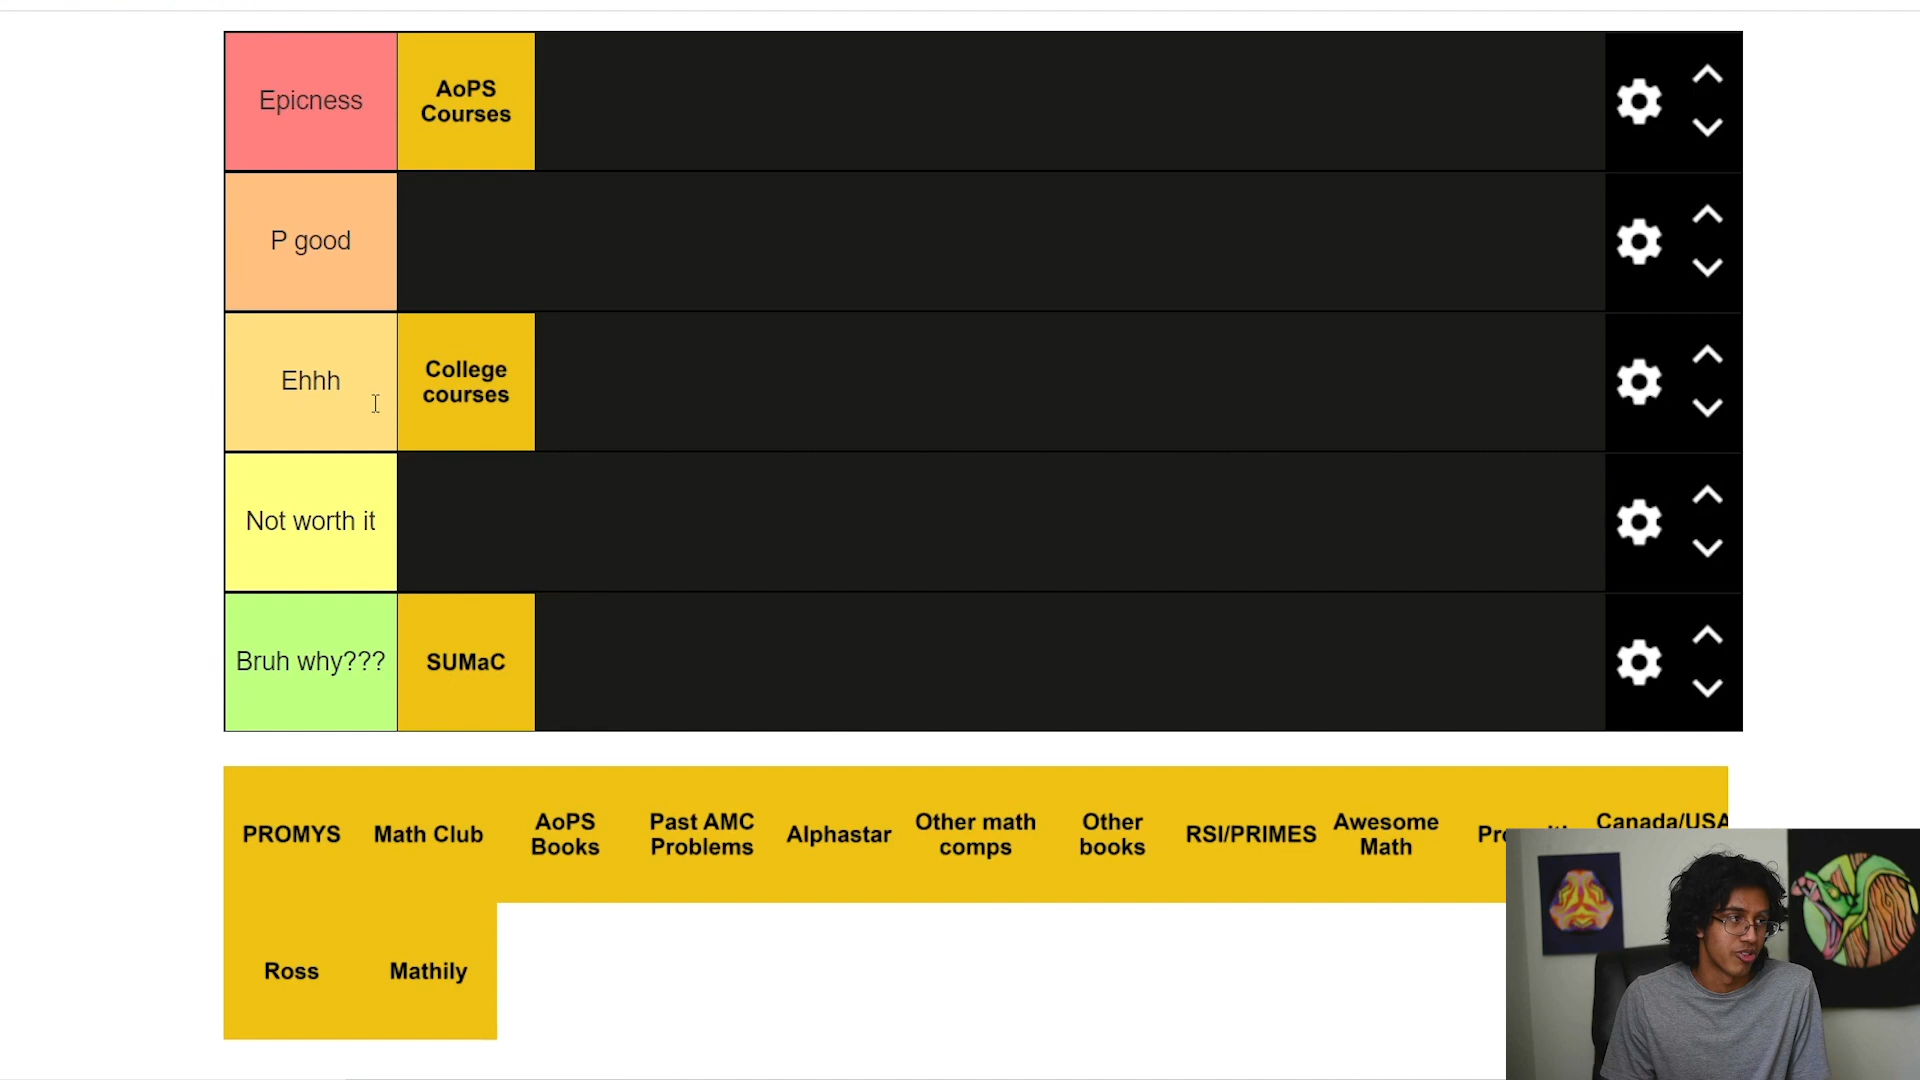 Epicness
AoPS
Courses
P good
Ehhh
College
courses
Not worth it
Bruh why???
SUMaC
PROMYS
Math Club
AoPS
Books
Past AMC
Problems
Alphastar
Other math
comps
Other
books
RSI/PRIMES
Awesome
Math
Canada/USA
Ross
Mathily